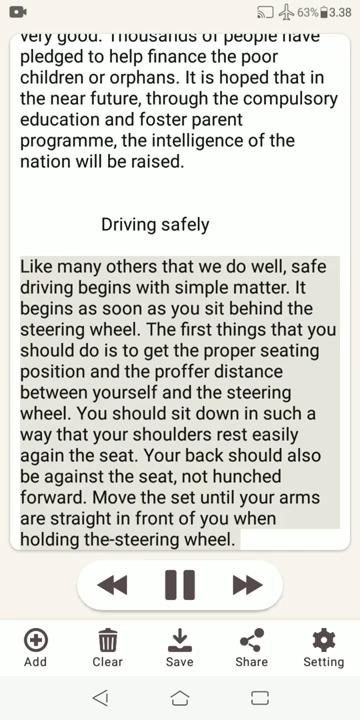 63% 3.38
very good. Thousands of people have
pledged to help finance the poor
children or orphans. It is hoped that in
the near future, through the compulsory
education and foster parent
programme, the intelligence of the
nation will be raised.
Driving safely
Like many others that we do well, safe
driving begins with simple matter. It
begins as soon as you sit behind the
steering wheel. The first things that you
should do is to get the proper seating
position and the proffer distance
between yourself and the steering
wheel. You should sit down in such a
way that your shoulders rest easily
again the seat. Your back should also
be against the seat, not hunched
forward. Move the set until your arms
are straight in front of you when
holding the-steering wheel.
Add Clear Save Share Setting